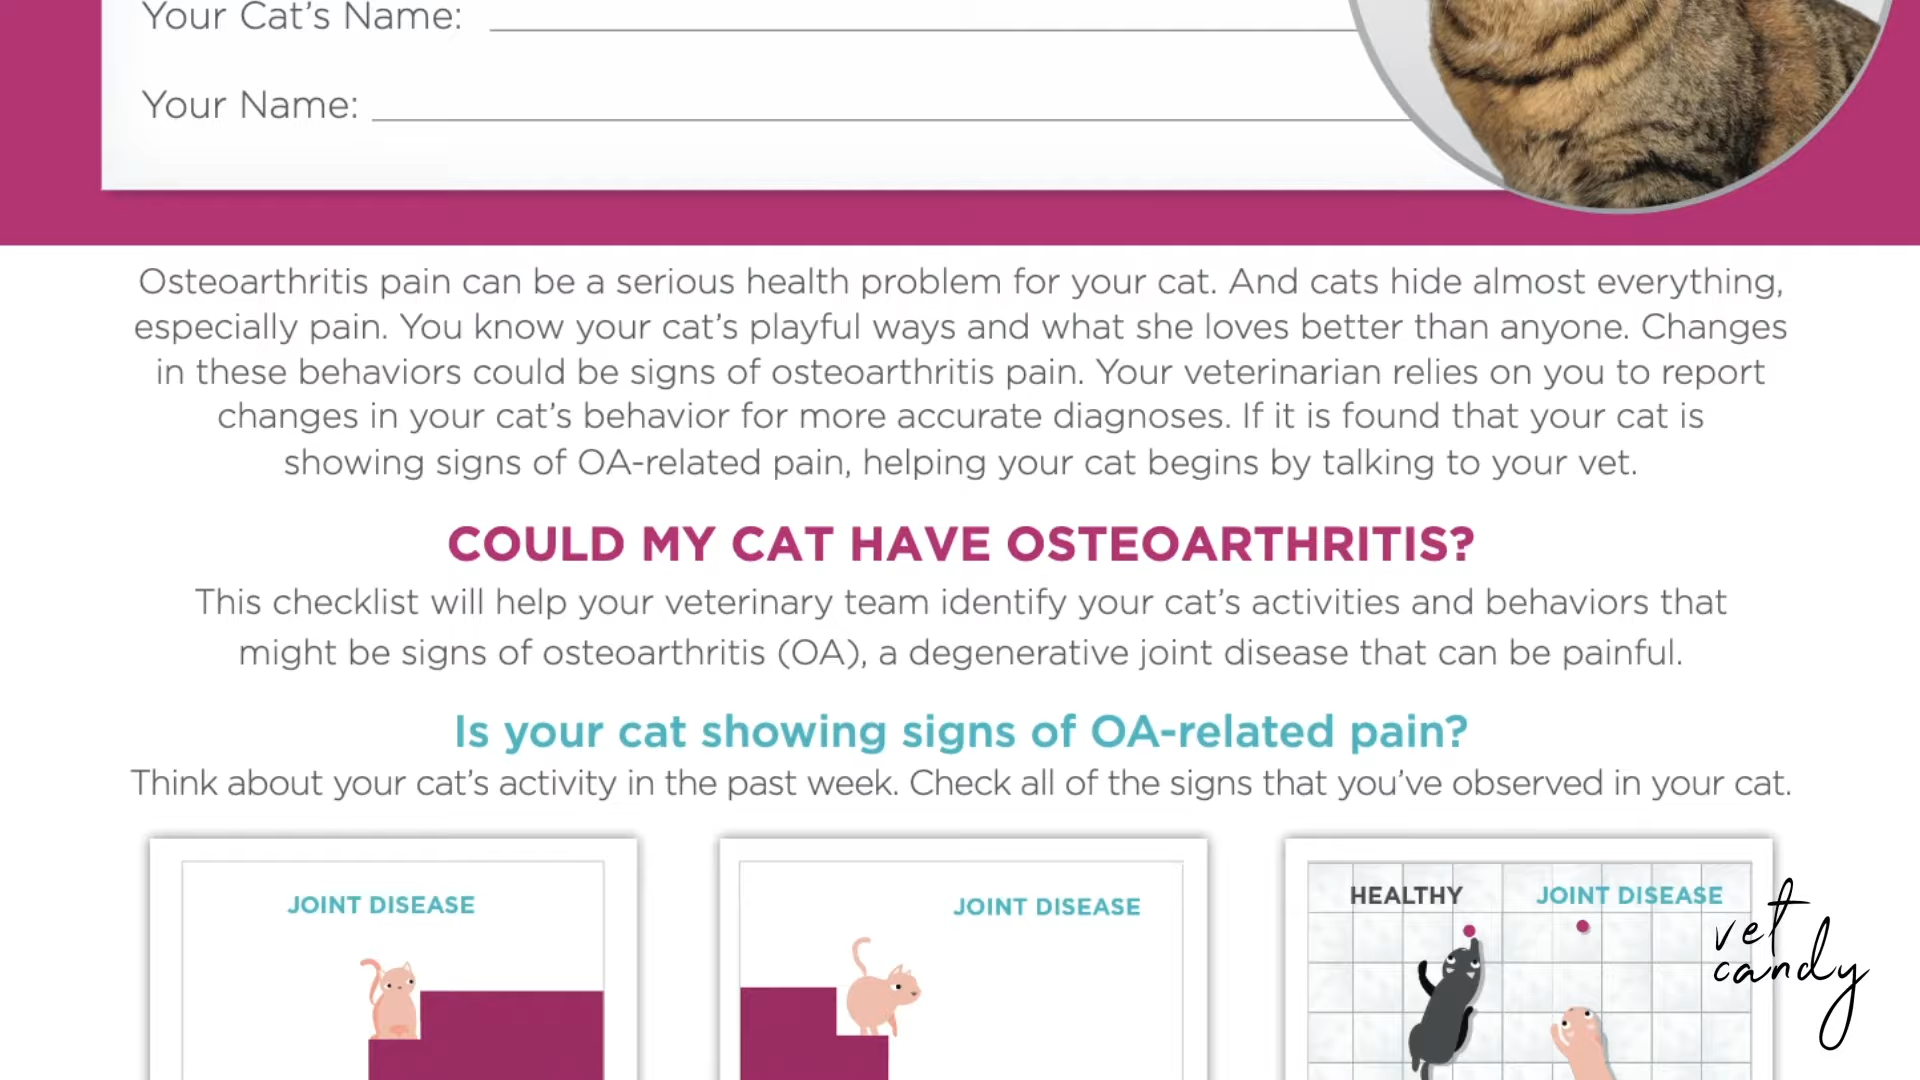 Your Cat's Name:
Your Name:
Osteoarthritis pain can be a serious health problem for your cat. And cats hide almost everything,
especially pain. You know your cat's playful ways and what she loves better than anyone. Changes
in these behaviors could be signs of osteoarthritis pain. Your veterinarian relies on you to report
changes in your cat's behavior for more accurate diagnoses. If it is found that your cat is
showing signs of OA-related pain, helping your cat begins by talking to your vet.
COULD MY CAT HAVE OSTEOARTHRITIS?
This checklist will help your veterinary team identify your cat's activities and behaviors that
might be signs of osteoarthritis (OA), a degenerative joint disease that can be painful.
Is your cat showing signs of OA-related pain?
Think about your cat's activity in the past week. Check all of the signs that you've observed in your cat.
JOINT DISEASE
JOINT DISEASE
HEALTHY JOINT DISEASE
vet
candy